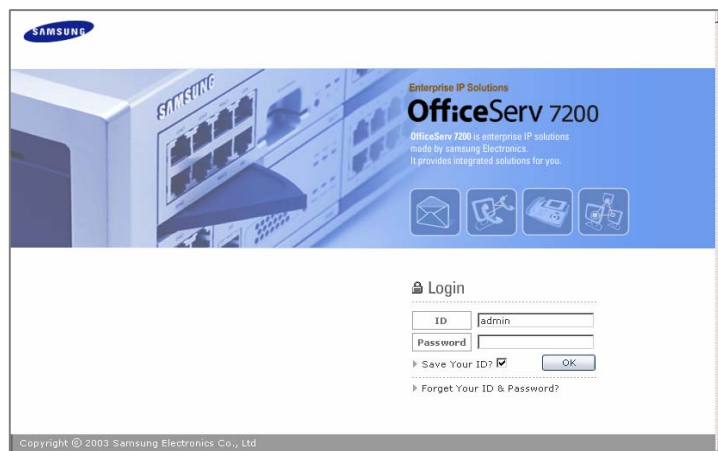 SAMSUNG
SAMSUNG
Enterprise IP Solutions
OfficeServ 7200
OfficeServ 7200 is enterprise IP solutions
made by samsung Electronics.
It provides integrated solutions for you.
Login
ID admin
Password
Save Your ID? OK
Forget Your ID & Password?
Copyright © 2003 Samsung Electronics Co., Ltd